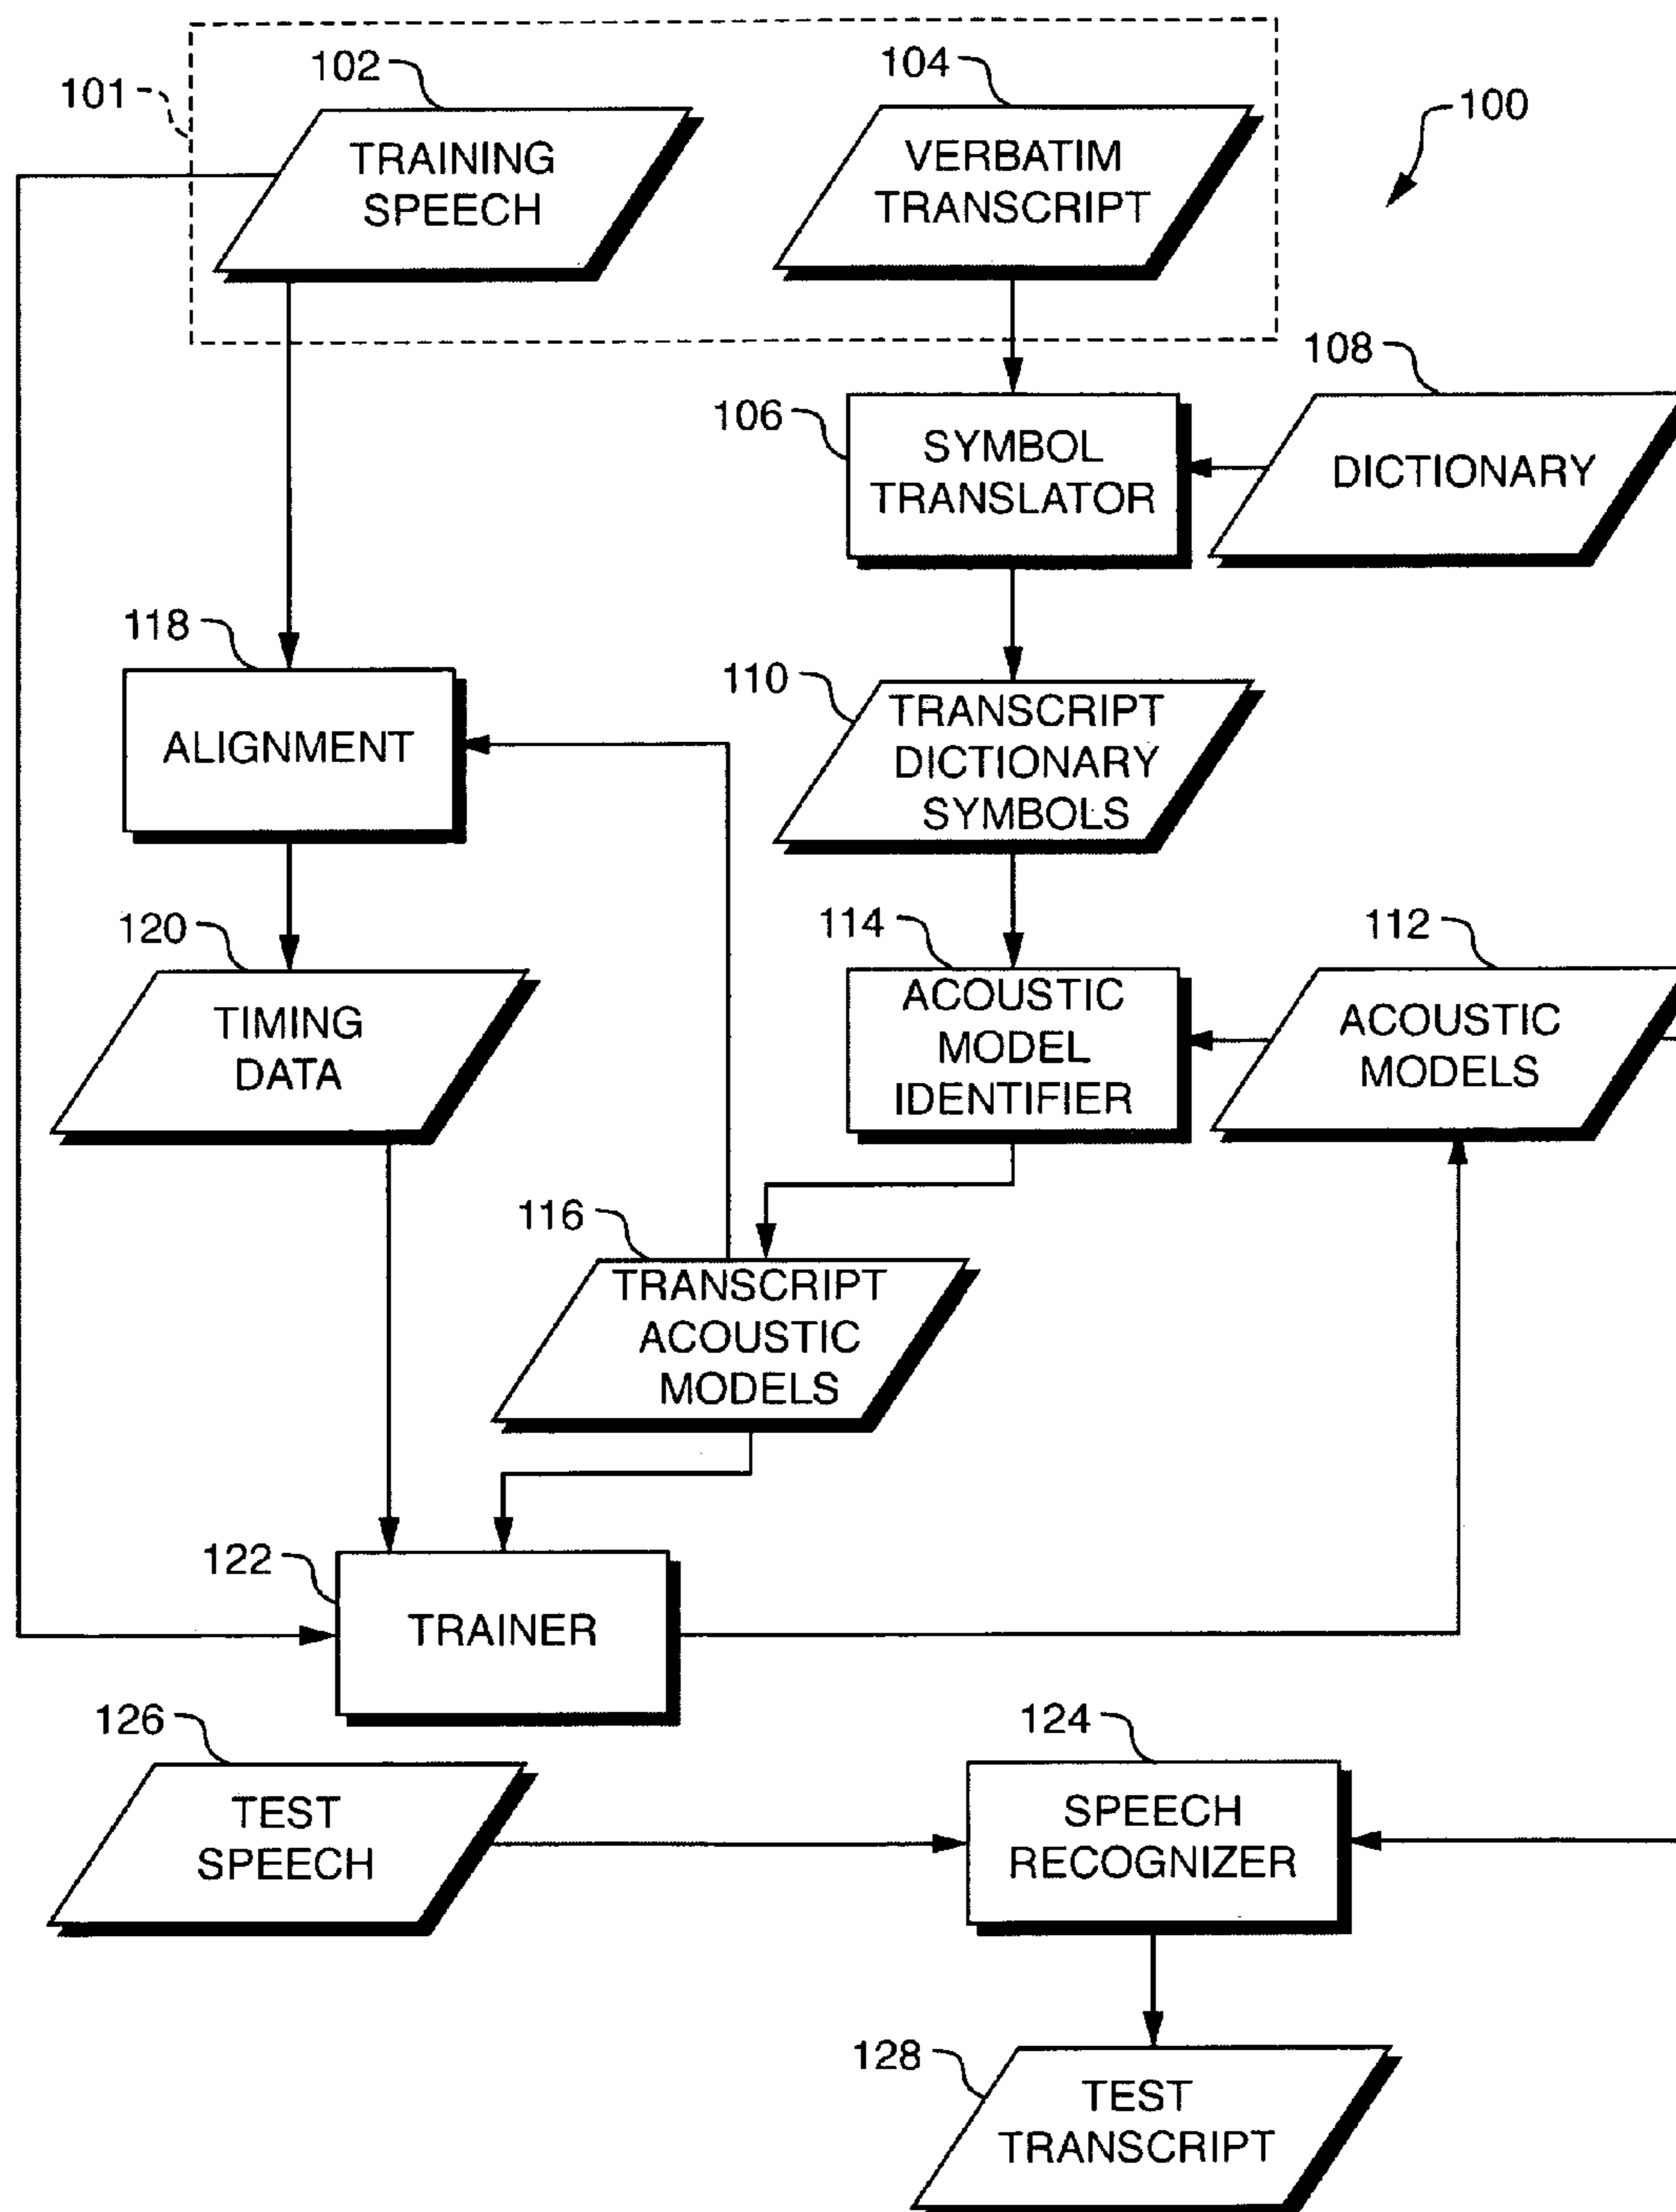 101
102
TRAINING
SPEECH
104
VERBATIM
TRANSCRIPT
100
106
SYMBOL
TRANSLATOR
108
DICTIONARY
118
ALIGNMENT
110
TRANSCRIPT
DICTIONARY
SYMBOLS
120
TIMING
DATA
114
ACOUSTIC
MODEL
IDENTIFIER
112
ACOUSTIC
MODELS
116
TRANSCRIPT
ACOUSTIC
MODELS
122
TRAINER
126
TEST
SPEECH
124
SPEECH
RECOGNIZER
128
TEST
TRANSCRIPT